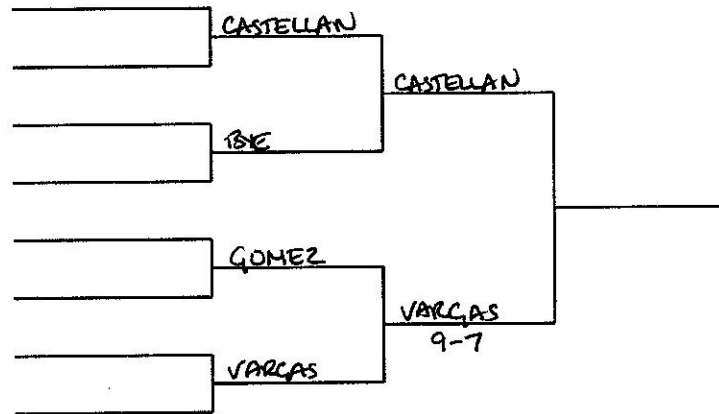 CASTELLAN
CASTELLAN
BYE
GOMEZ
VARGAS
9-7
VARGAS